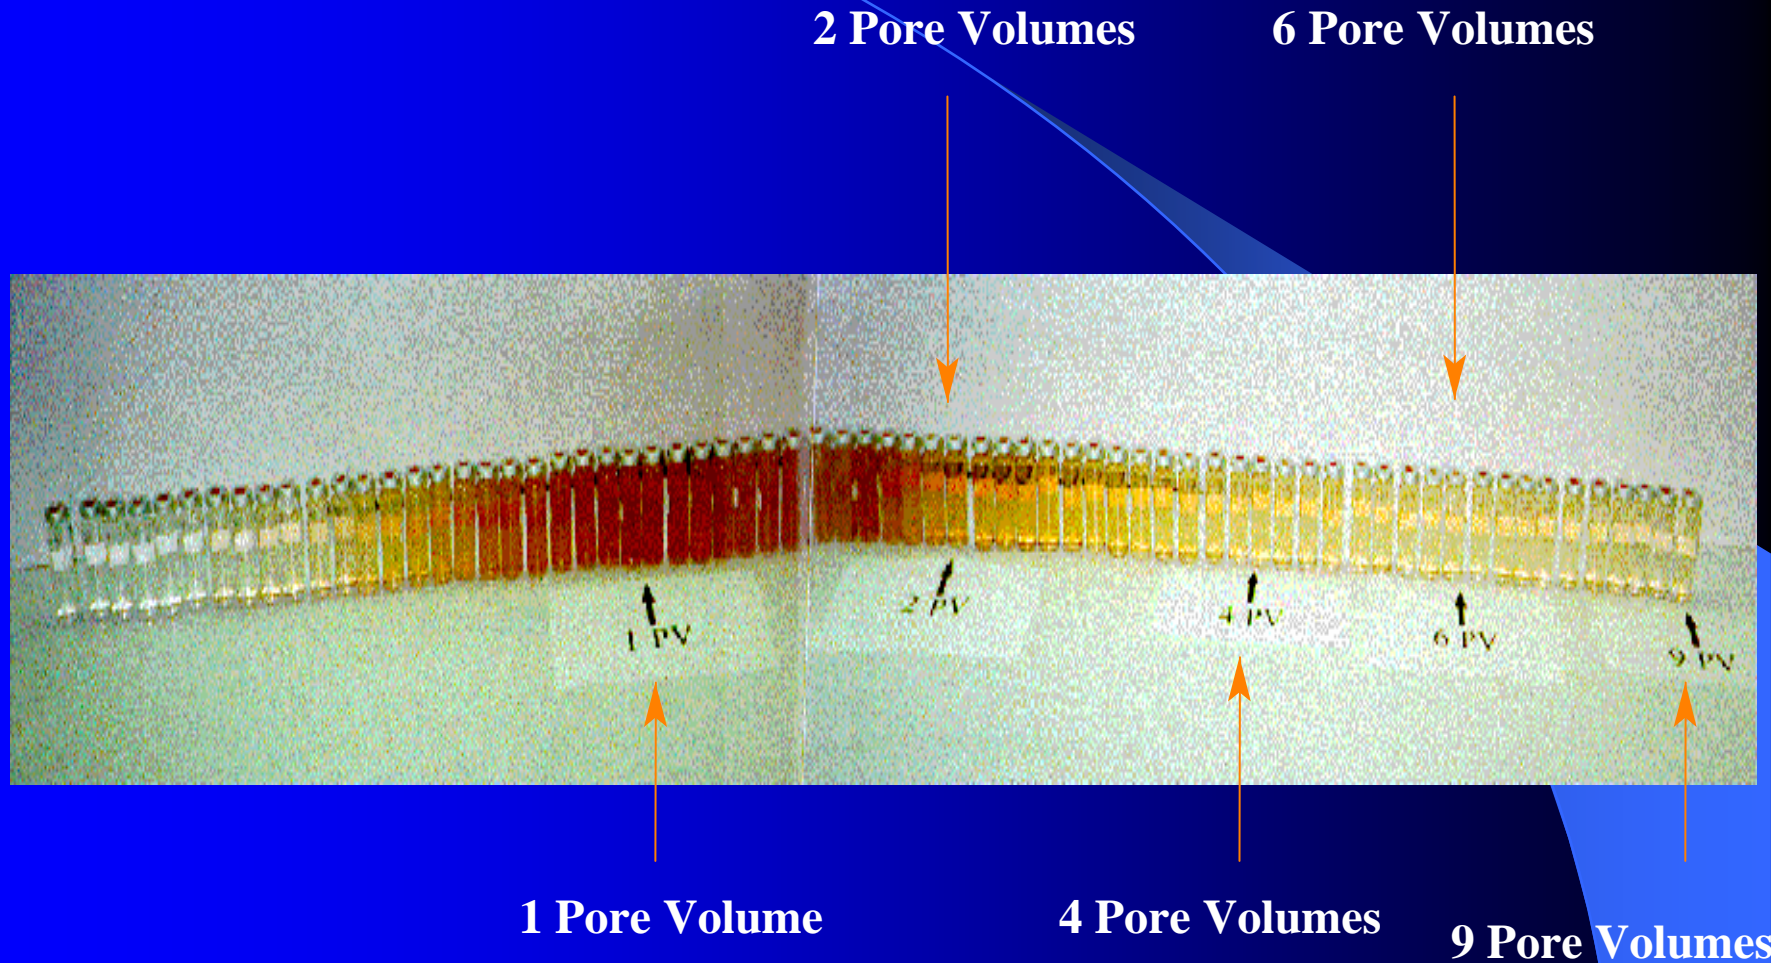 2 Pore Volumes
6 Pore Volumes
1 PV
2 PV
4 PV
6 PV
9 PV
1 Pore Volume
4 Pore Volumes
9 Pore Volumes